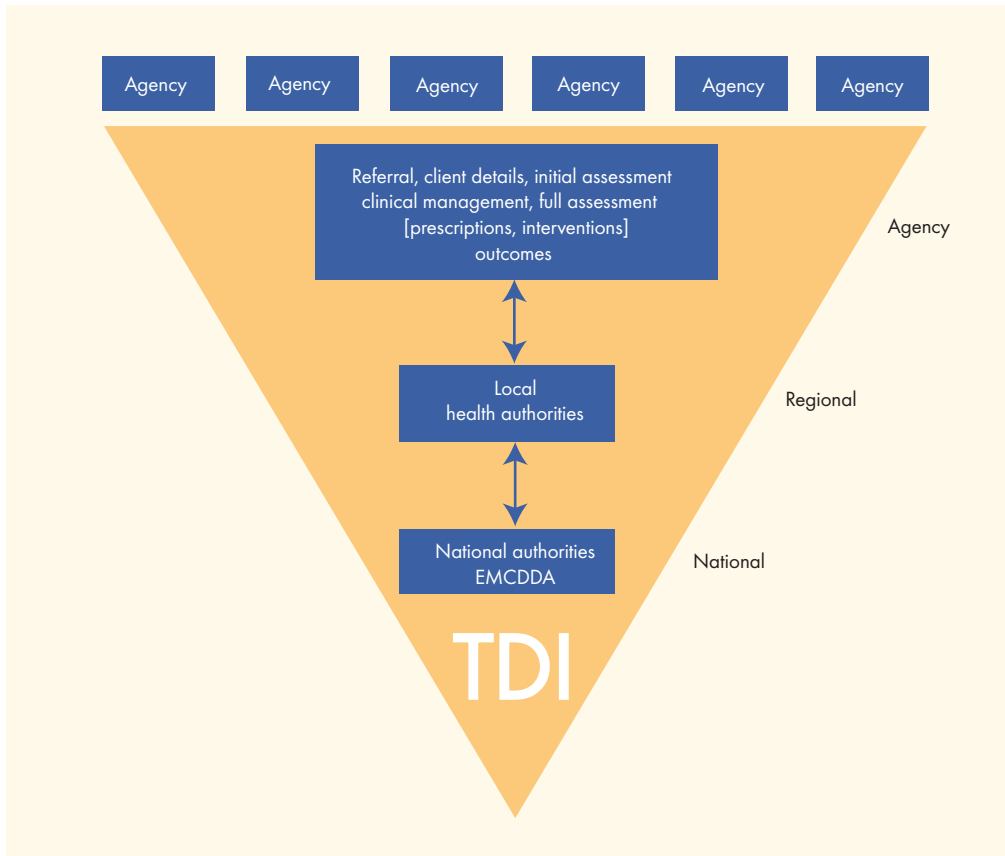 Agency Agency Agency Agency Agency Agency
Referral, client details, initial assessment
clinical management, full assessment
[prescriptions, interventions]
outcomes
Agency
Local
health authorities
Regional
National authorities
EMCDDA
National
TDI